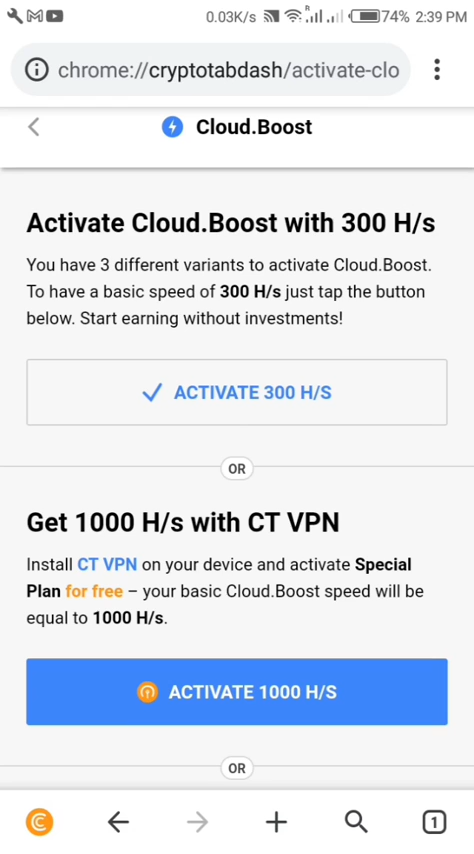 0.03K/s R 74% 2:39 PM
chrome://cryptotabdash/activate-clo
Cloud.Boost
Activate Cloud.Boost with 300 H/s
You have 3 different variants to activate Cloud.Boost.
To have a basic speed of 300 H/s just tap the button
below. Start earning without investments!
ACTIVATE 300 H/S
OR
Get 1000 H/s with CT VPN
Install CT VPN on your device and activate Special
Plan for free – your basic Cloud.Boost speed will be
equal to 1000 H/s.
ACTIVATE 1000 H/S
OR
1